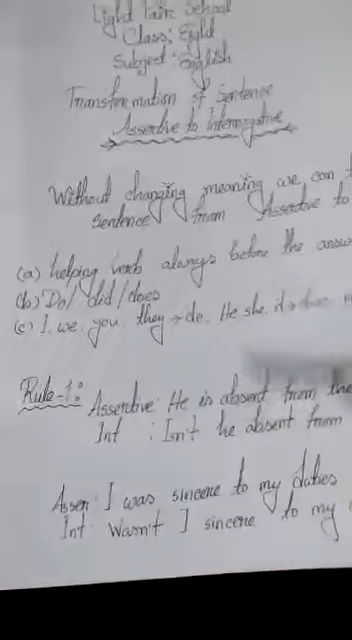 Light School
Class: Eight
Subject: English
Transformation of Sentence
Assertive to Interrogative
Without changing meaning we can
Sentence from Assertive to
(a) helping verb always before the
(b) Do/did/does
(c) I, we, you, they → do. He she, it →
Rule-1: Assertive: He is absent from the
Int : Isn't he absent from
Asser: I was sincere to my duties
Int: Wasn't I sincere to my